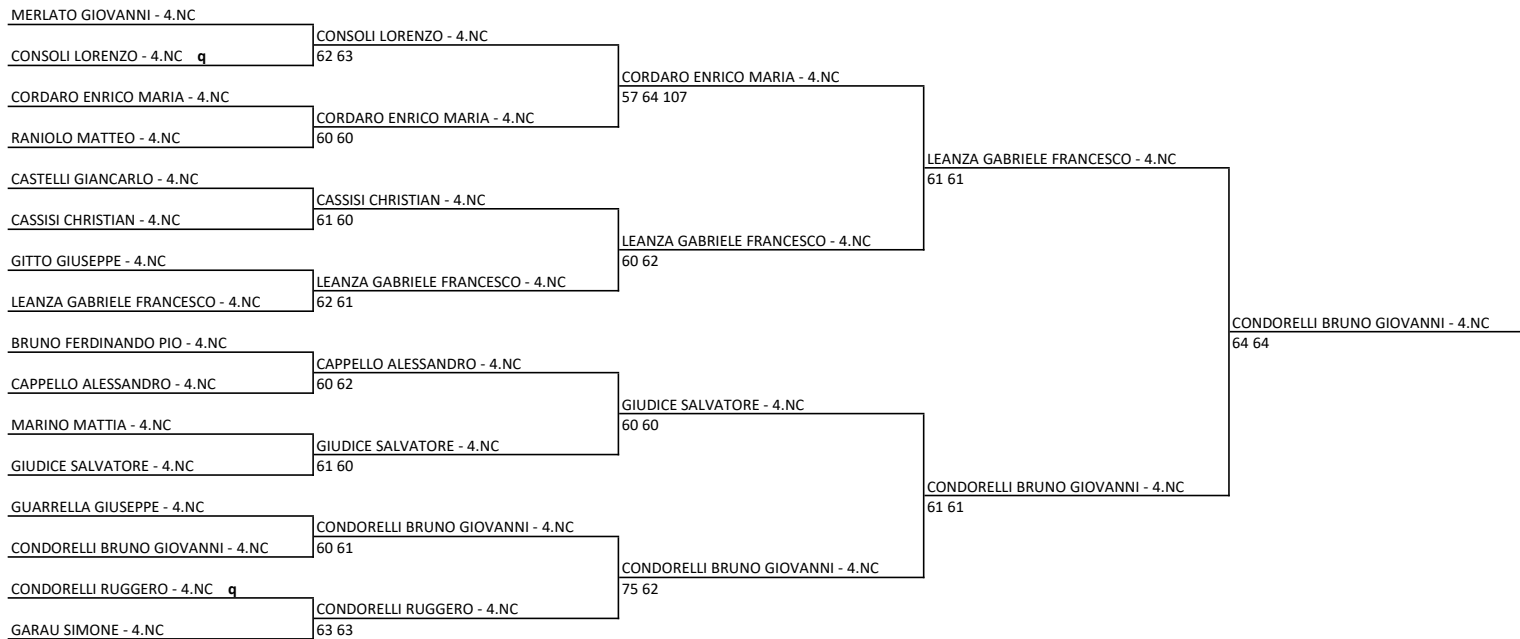 MERLATO GIOVANNI - 4.NC
CONSOLI LORENZO - 4.NC q
CORDARO ENRICO MARIA - 4.NC
RANIOLO MATTEO - 4.NC
CASTELLI GIANCARLO - 4.NC
CASSISI CHRISTIAN - 4.NC
GITTO GIUSEPPE - 4.NC
LEANZA GABRIELE FRANCESCO - 4.NC
BRUNO FERDINANDO PIO - 4.NC
CAPPELLO ALESSANDRO - 4.NC
MARINO MATTIA - 4.NC
GIUDICE SALVATORE - 4.NC
GUARRELLA GIUSEPPE - 4.NC
CONDORELLI BRUNO GIOVANNI - 4.NC
CONDORELLI RUGGERO - 4.NC q
GARAU SIMONE - 4.NC
CONSOLI LORENZO - 4.NC
62 63
CORDARO ENRICO MARIA - 4.NC
60 60
CASSISI CHRISTIAN - 4.NC
61 60
LEANZA GABRIELE FRANCESCO - 4.NC
62 61
CAPPELLO ALESSANDRO - 4.NC
60 62
GIUDICE SALVATORE - 4.NC
61 60
CONDORELLI BRUNO GIOVANNI - 4.NC
60 61
CONDORELLI RUGGERO - 4.NC
63 63
CORDARO ENRICO MARIA - 4.NC
57 64 107
LEANZA GABRIELE FRANCESCO - 4.NC
60 62
GIUDICE SALVATORE - 4.NC
60 60
CONDORELLI BRUNO GIOVANNI - 4.NC
75 62
LEANZA GABRIELE FRANCESCO - 4.NC
61 61
CONDORELLI BRUNO GIOVANNI - 4.NC
61 61
CONDORELLI BRUNO GIOVANNI - 4.NC
64 64